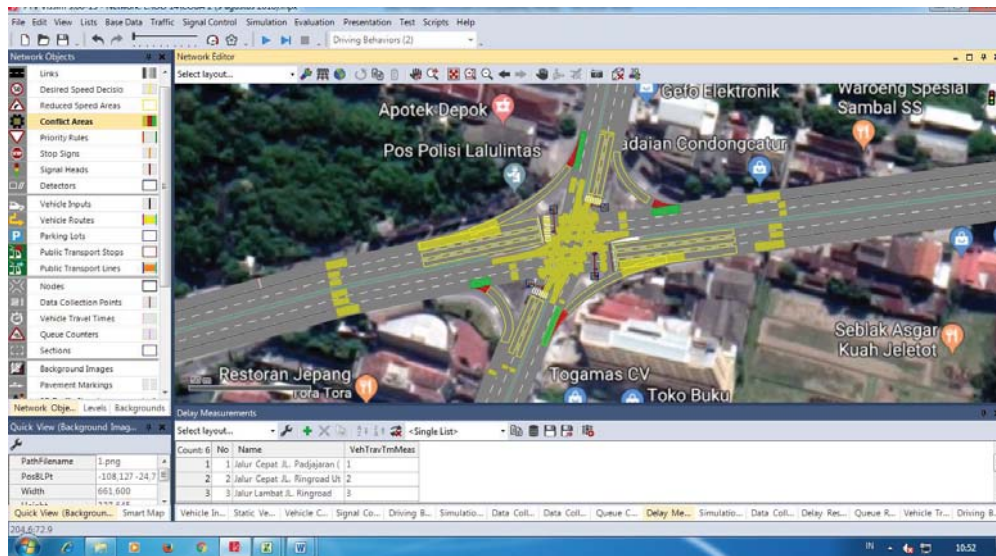 File Edit View Lists Base Data Traffic Signal Control Simulation Evaluation Presentation Test Scripts Help
Driving Behaviors (2)
Network Objects
Network Editor
Links
Desired Speed Decisio
Reduced Speed Areas
Conflict Areas
Priority Rules
Stop Signs
Signal Heads
Detectors
Vehicle Inputs
Vehicle Routes
Parking Lots
Public Transport Stops
Public Transport Lines
Nodes
Data Collection Points
Vehicle Travel Times
Queue Counters
Sections
Background Images
Pavement Markings
Network Obje... Levels Backgrounds
Select layout...
Gefo Elektronik
Waroeng Spesial
Sambal SS
Apotek Depok
Pos Polisi Lalulintas
adaian Condongcatur
Seblak Asgar
Kuah Jeletot
Restoran Jepang
Tora Tora
Togamas CV
Toko Buku
Quick View (Background Imag...
PathFilename 1.png
PosBLPt -108,127 -24,7
Width 661,600
Quick View (Backgroun... Smart Map
Delay Measurements
Select layout... <Single List>
Count: 6 No Name VehTravTmMeas
1 1 Jalur Cepat JL. Padjajaran ( 1
2 2 Jalur Cepat JL. Ringroad Ut 2
3 3 Jalur Lambat JL. Ringroad 3
Vehicle In... Static Ve... Vehicle C... Signal Co... Driving B... Simulatio... Data Coll... Data Coll... Queue C... Delay Me... Simulatio... Data Coll... Delay Res... Queue R... Vehicle Tr... Driving B...
204.6:72.9
IN 10:52